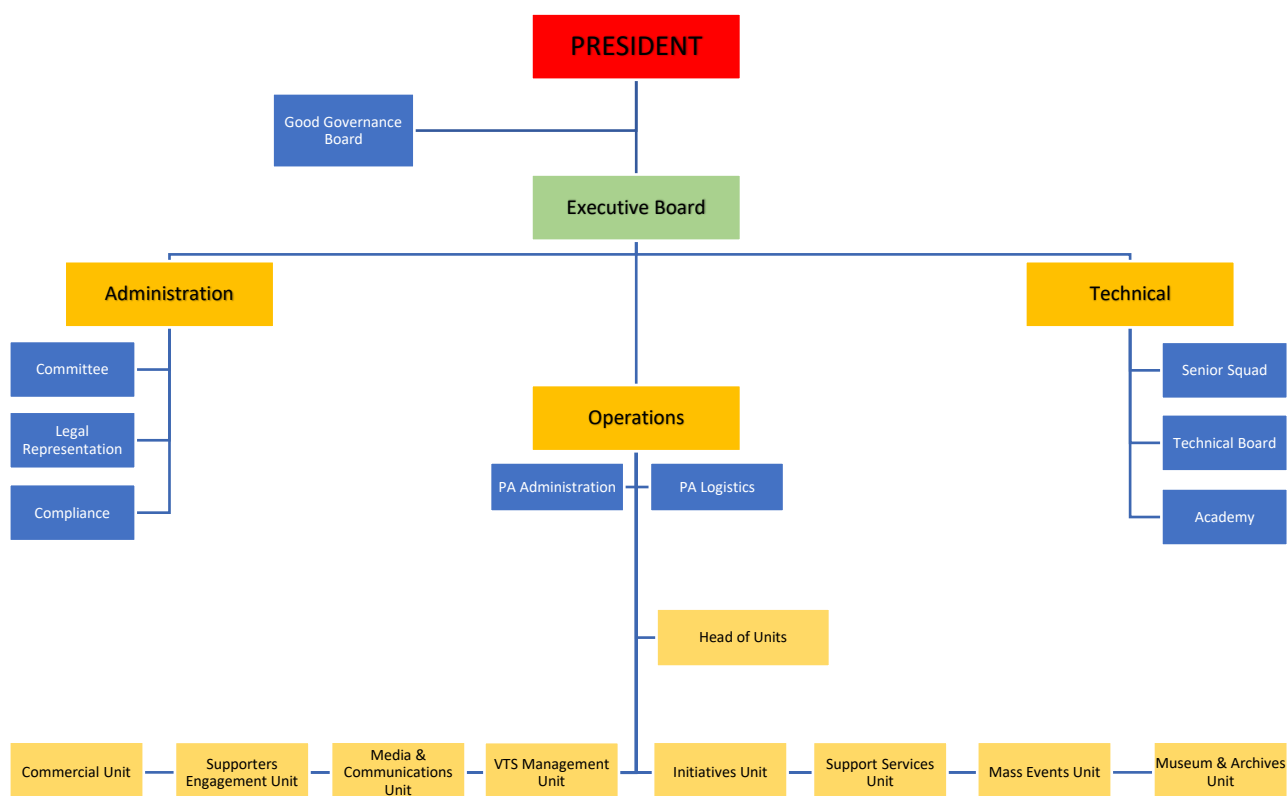 PRESIDENT
Good Governance
Board
Executive Board
Administration
Technical
Committee
Senior Squad
Operations
Legal
Representation
Technical Board
PA Administration
PA Logistics
Compliance
Academy
Head of Units
Commercial Unit
Supporters
Engagement Unit
Media &
Communications
Unit
VTS Management
Unit
Initiatives Unit
Support Services
Unit
Mass Events Unit
Museum & Archives
Unit